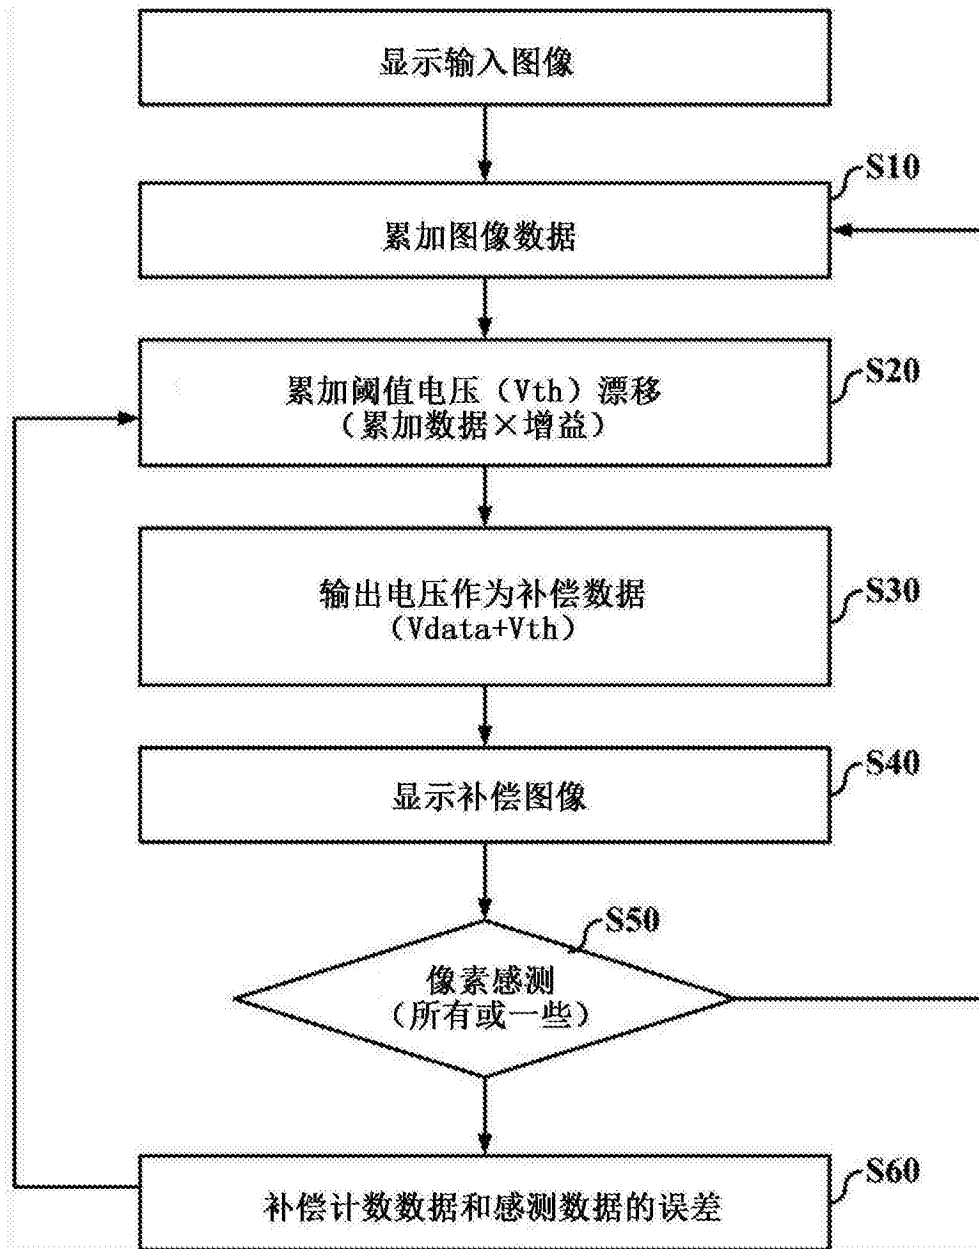 显示输入图像
S10
累加图像数据
S20
累加阈值电压（Vth）漂移
（累加数据×增益）
S30
输出电压作为补偿数据
（Vdata+Vth）
S40
显示补偿图像
S50
像素感测
（所有或一些）
S60
补偿计数数据和感测数据的误差